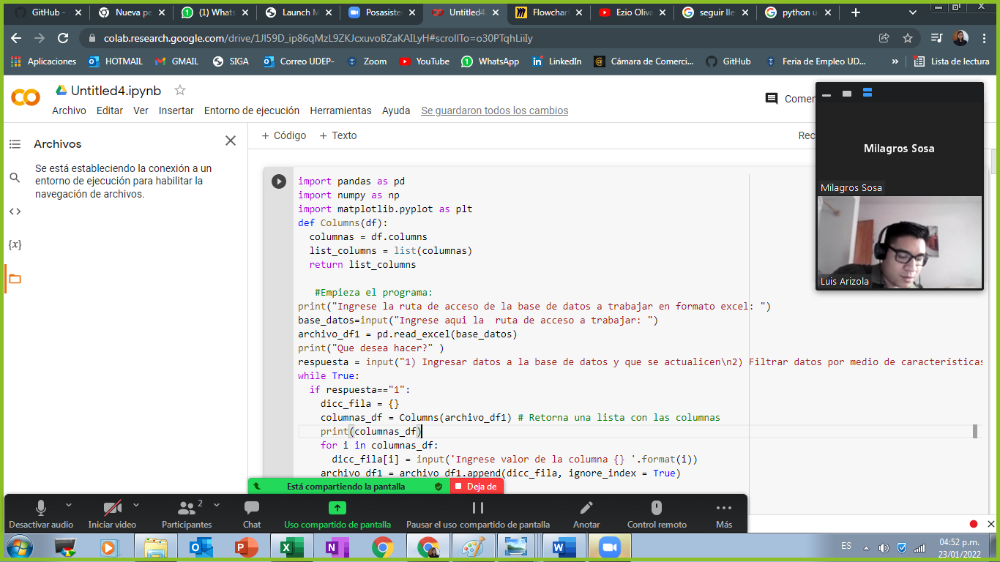 GitHub -
Nueva pe
(1) Whats
Launch M
Posasisten
Untitled4
Flowchar
Ezio Oliva
seguir lle
python u
colab.research.google.com/drive/1Jl59D_ip86qMzL9ZKJcxuvoBZaKAILyH#scrollTo=o30PTqhLiiIy
Aplicaciones
HOTMAIL
GMAIL
SIGA
Correo UDEP-
Zoom
YouTube
WhatsApp
LinkedIn
Cámara de Comerci...
GitHub
Feria de Empleo UD...
»
Lista de lectura
Untitled4.ipynb
Archivo Editar Ver Insertar Entorno de ejecución Herramientas Ayuda Se guardaron todos los cambios
Comer
Archivos
Se está estableciendo la conexión a un
entorno de ejecución para habilitar la
navegación de archivos.
+ Código + Texto
Rec
import pandas as pd
import numpy as np
import matplotlib.pyplot as plt
def Columns(df):
columnas = df.columns
list_columns = list(columnas)
return list_columns
#Empieza el programa:
print("Ingrese la ruta de acceso de la base de datos a trabajar en formato excel: ")
base_datos=input("Ingrese aqui la  ruta de acceso a trabajar: ")
archivo_df1 = pd.read_excel(base_datos)
print("Que desea hacer?" )
respuesta = input("1) Ingresar datos a la base de datos y que se actualicen\n2) Filtrar datos por medio de características
while True:
if respuesta=="1":
dicc_fila = {}
columnas_df = Columns(archivo_df1) # Retorna una lista con las columnas
print(columnas_df)
for i in columnas_df:
dicc_fila[i] = input('Ingrese valor de la columna {} '.format(i))
archivo_df1 = archivo_df1.append(dicc_fila, ignore_index = True)
Milagros Sosa
Milagros Sosa
Luis Arizola
Está compartiendo la pantalla
Deja de
Desactivar audio
Iniciar video
2
Participantes
Chat
Uso compartido de pantalla
Pausar el uso compartido de pantalla
Anotar
Control remoto
Más
ES
04:52 p.m.
23/01/2022